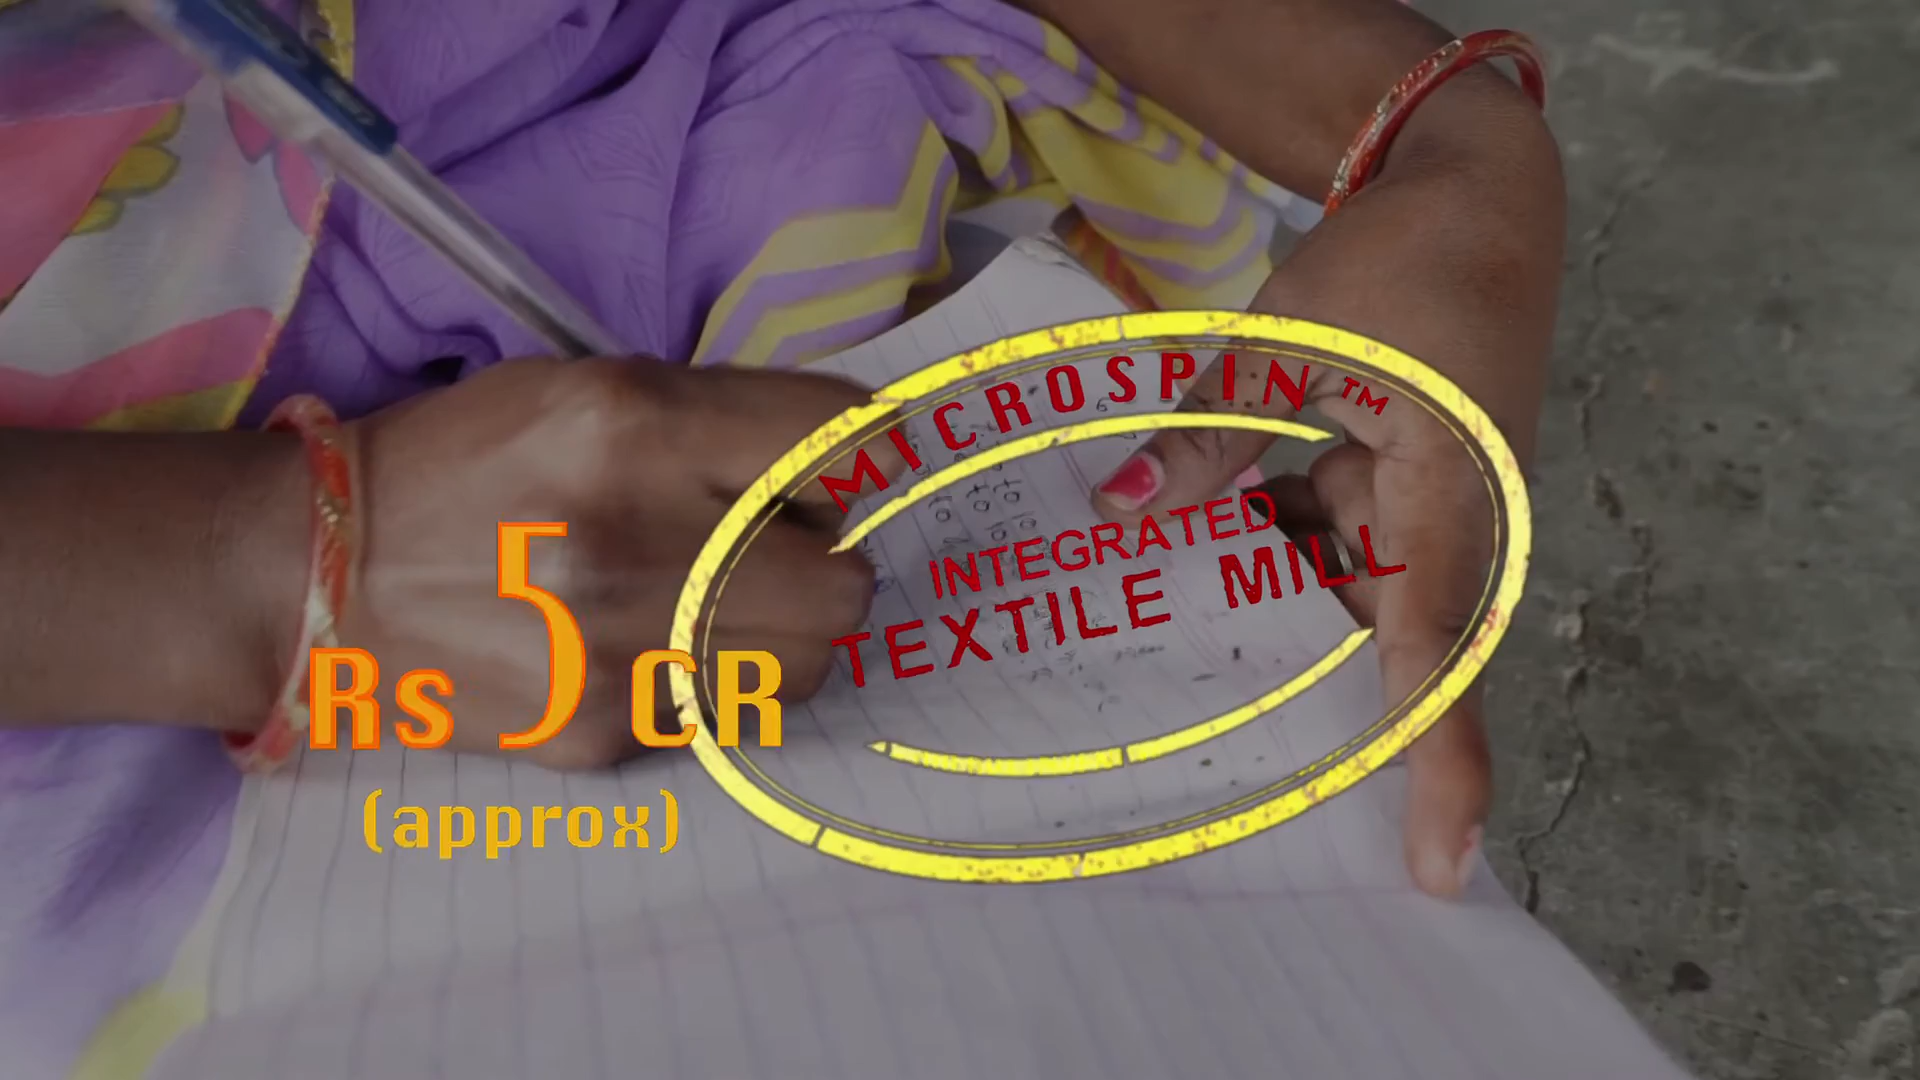 MICROSPIN™
INTEGRATED
TEXTILE MILL
Rs 5 CR
(approx)